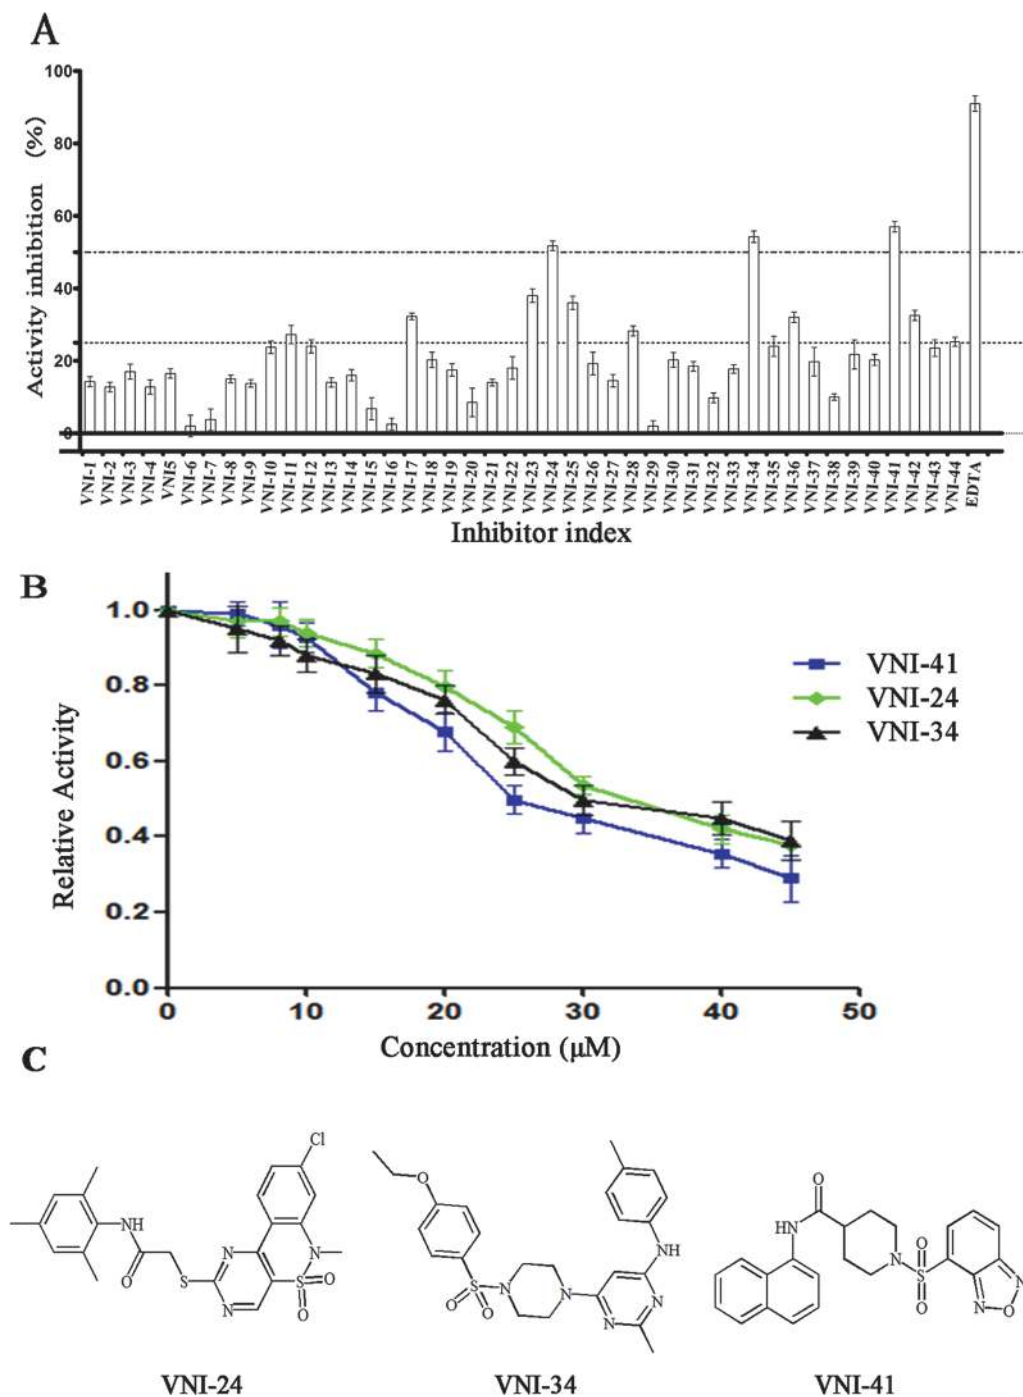 A
100
80
60
40
20
0
Activity inhibition (%)
VNI-1 VNI-2 VNI-3 VNI-4 VNI5 VNI-6 VNI-7 VNI-8 VNI-9 VNI-10 VNI-11 VNI-12 VNI-13 VNI-14 VNI-15 VNI-16 VNI-17 VNI-18 VNI-19 VNI-20 VNI-21 VNI-22 VNI-23 VNI-24 VNI-25 VNI-26 VNI-27 VNI-28 VNI-29 VNI-30 VNI-31 VNI-32 VNI-33 VNI-34 VNI-35 VNI-36 VNI-37 VNI-38 VNI-39 VNI-40 VNI-41 VNI-42 VNI-43 VNI-44 EDTA
Inhibitor index
B
1.0
0.8
0.6
0.4
0.2
0.0
Relative Activity
VNI-41
VNI-24
VNI-34
0 10 20 30 40 50
Concentration (μM)
C
Cl
NH
O
S
N
N
N
S
O
O
O
NH
S
O
O
N
N
N
N
O
NH
N
O
S
O
N
O
N
VNI-24 VNI-34 VNI-41